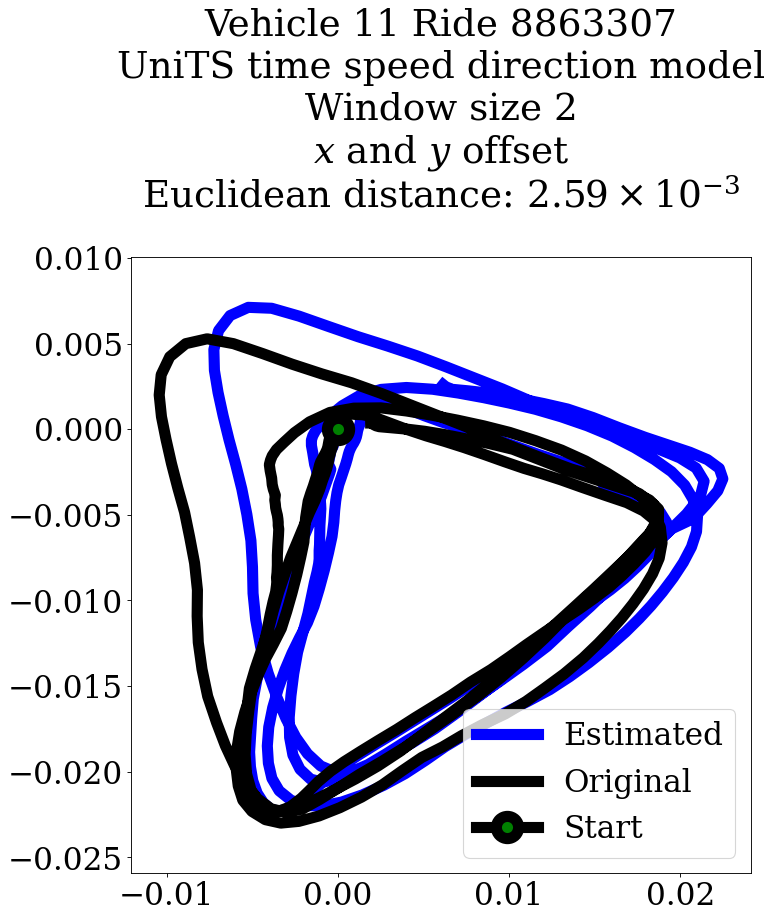 Vehicle 11 Ride 8863307
UniTS time speed direction model
Window size 2
x and y offset
Euclidean distance: 2.59 × 10⁻³
0.010
0.005
0.000
−0.005
−0.010
−0.015
−0.020
−0.025
Estimated
Original
Start
−0.01 0.00 0.01 0.02